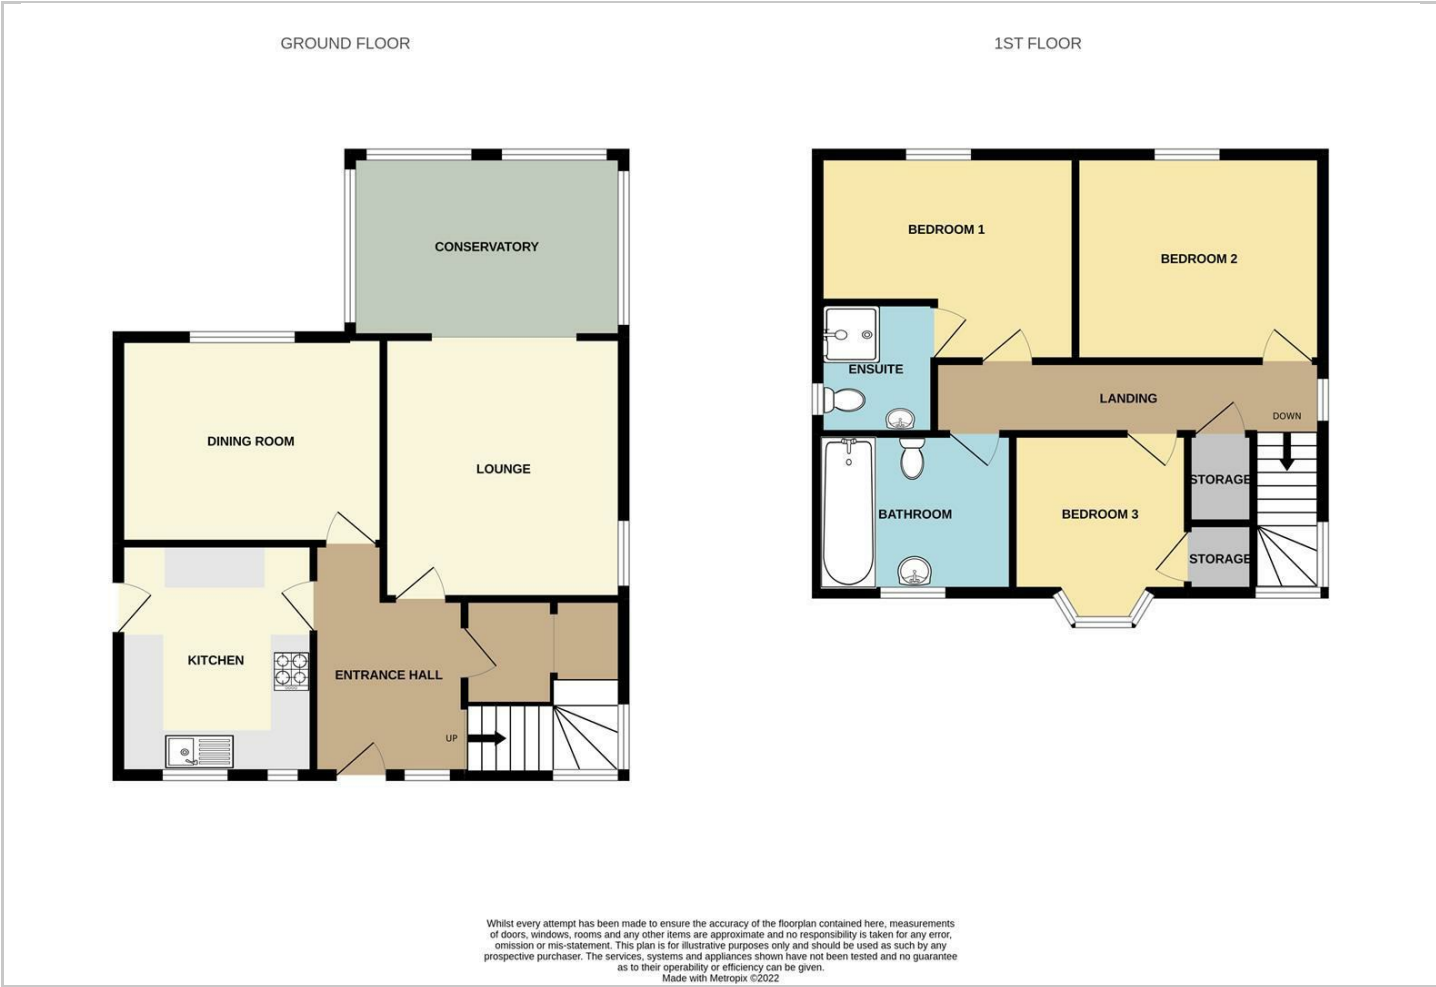 GROUND FLOOR
CONSERVATORY
DINING ROOM
LOUNGE
KITCHEN
ENTRANCE HALL
UP
1ST FLOOR
BEDROOM 1
BEDROOM 2
ENSUITE
LANDING
DOWN
STORAGE
BATHROOM
BEDROOM 3
STORAGE
Whilst every attempt has been made to ensure the accuracy of the floorplan contained here, measurements
of doors, windows, rooms and any other items are approximate and no responsibility is taken for any error,
omission or mis-statement. This plan is for illustrative purposes only and should be used as such by any
prospective purchaser. The services, systems and appliances shown have not been tested and no guarantee
as to their operability or efficiency can be given.
Made with Metropix ©2022